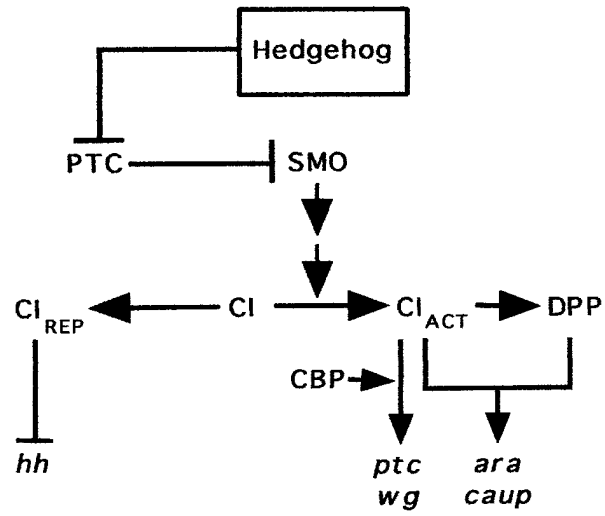 Hedgehog
PTC
SMO
CI REP
CI
CI ACT
DPP
CBP
hh
ptc
wg
ara
caup